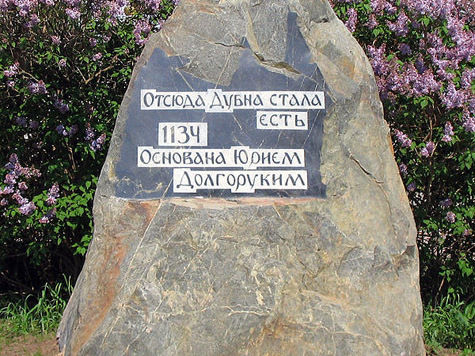 Отсюда Дубна стала
есть
1134
Основана Юрием
Долгоруким